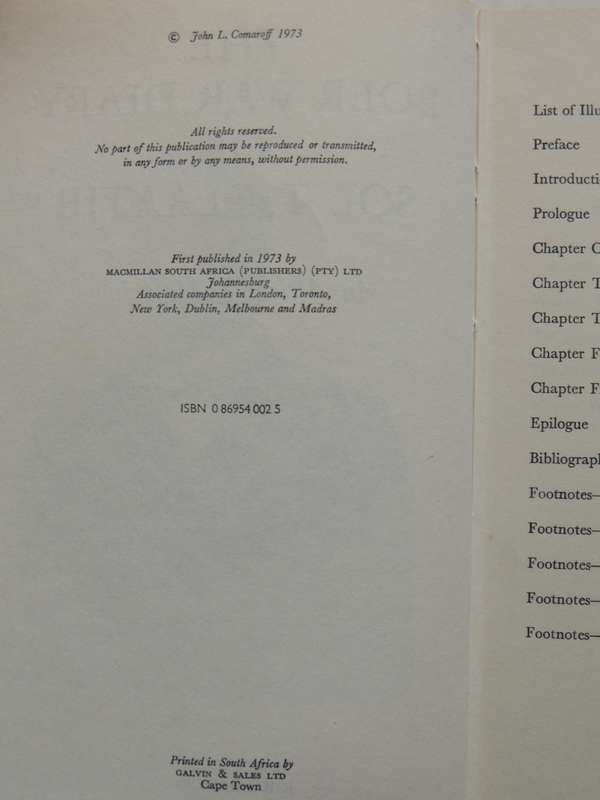 © John L. Comaroff 1973
All rights reserved.
No part of this publication may be reproduced or transmitted,
in any form or by any means, without permission.
First published in 1973 by
MACMILLAN SOUTH AFRICA (PUBLISHERS) (PTY) LTD
Johannesburg
Associated companies in London, Toronto,
New York, Dublin, Melbourne and Madras
ISBN 0 86954 002 5
Printed in South Africa by
GALVIN & SALES LTD
Cape Town
List of Illu
Preface
Introducti
Prologue
Chapter O
Chapter T
Chapter T
Chapter F
Chapter F
Epilogue
Bibliograph
Footnotes—
Footnotes—
Footnotes—
Footnotes—
Footnotes—